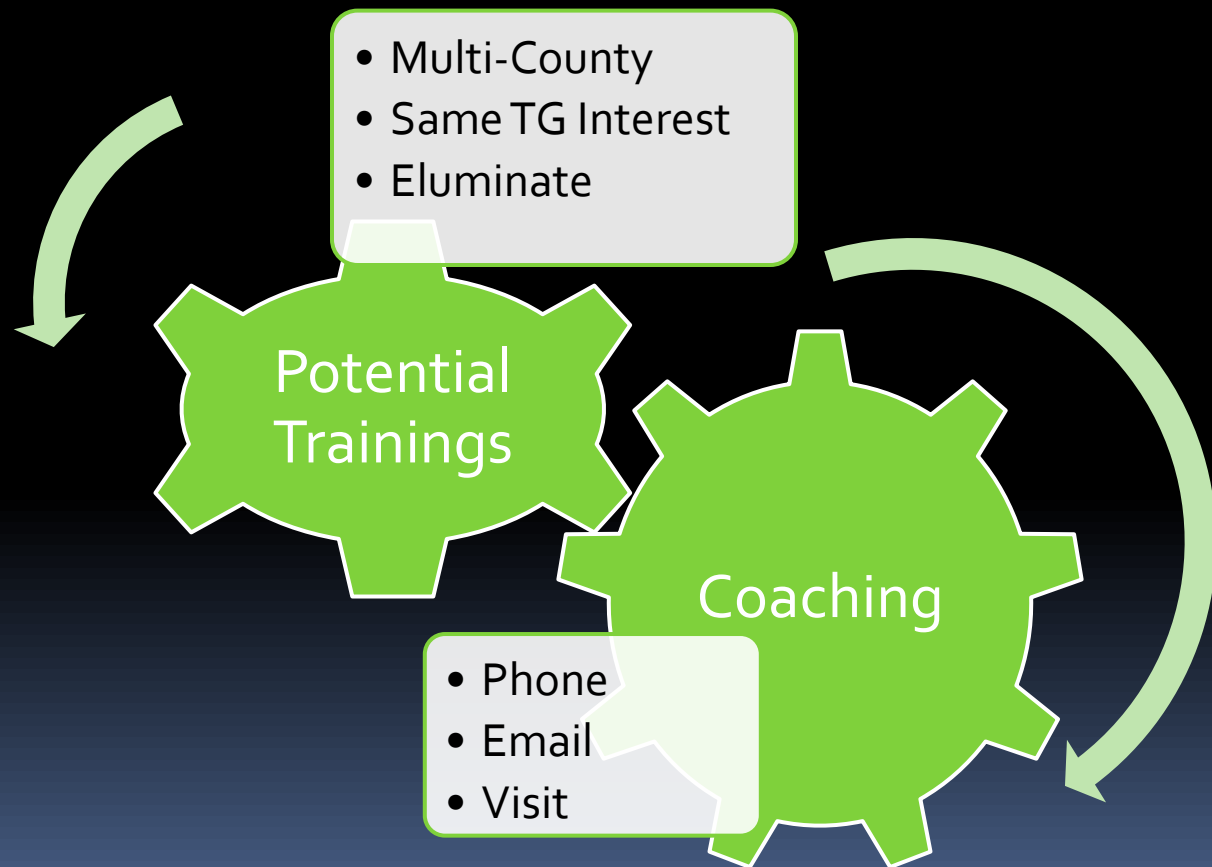 • Multi-County
• Same TG Interest
• Eluminate
Potential
Trainings
Coaching
• Phone
• Email
• Visit